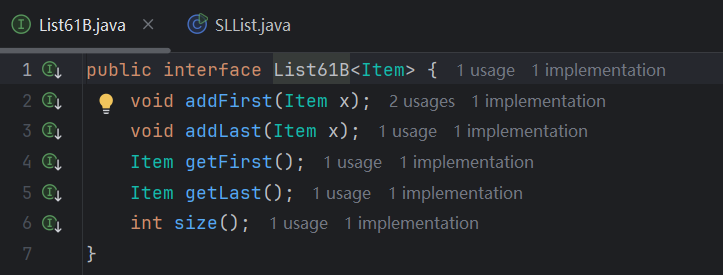 List61B.java × SLList.java
1 public interface List61B<Item> { 1 usage 1 implementation
2 void addFirst(Item x); 2 usages 1 implementation
3 void addLast(Item x); 1 usage 1 implementation
4 Item getFirst(); 1 usage 1 implementation
5 Item getLast(); 1 usage 1 implementation
6 int size(); 1 usage 1 implementation
7 }